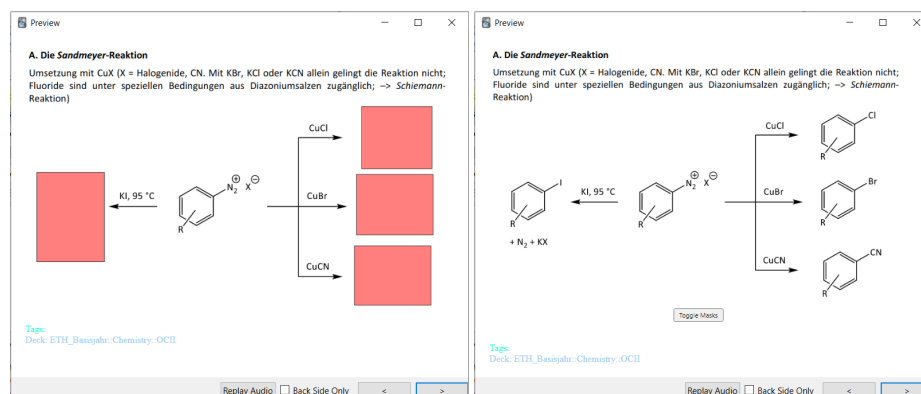 Preview
A. Die Sandmeyer-Reaktion
Umsetzung mit CuX (X = Halogenide, CN. Mit KBr, KCl oder KCN allein gelingt die Reaktion nicht;
Fluoride sind unter speziellen Bedingungen aus Diazoniumsalzen zugänglich; –> Schiemann-
Reaktion)
CuCl
KI, 95 °C
N2 ⊕ X⊖
CuBr
R
CuCN
Tags:
Deck: ETH_Basisjahr::Chemistry::OCII
Replay Audio
Back Side Only
<
>
Preview
A. Die Sandmeyer-Reaktion
Umsetzung mit CuX (X = Halogenide, CN. Mit KBr, KCl oder KCN allein gelingt die Reaktion nicht;
Fluoride sind unter speziellen Bedingungen aus Diazoniumsalzen zugänglich; –> Schiemann-
Reaktion)
CuCl
Cl
R
I
KI, 95 °C
N2 ⊕ X⊖
CuBr
Br
R
R
R
+ N2 + KX
CuCN
CN
R
Toggle Masks
Tags:
Deck: ETH_Basisjahr::Chemistry::OCII
Replay Audio
Back Side Only
<
>